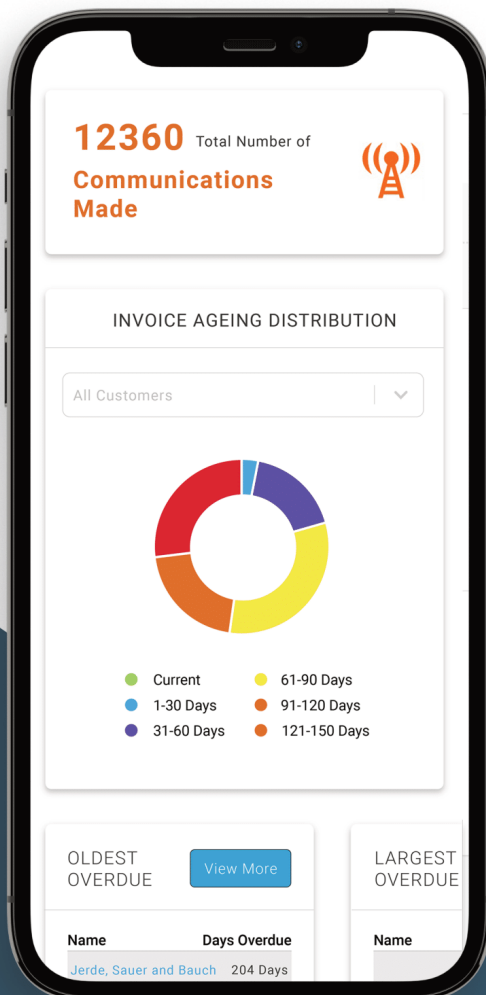 12360 Total Number of
Communications
Made
INVOICE AGEING DISTRIBUTION
All Customers
Current
61-90 Days
1-30 Days
91-120 Days
31-60 Days
121-150 Days
OLDEST
OVERDUE
View More
Name Days Overdue
Jerde, Sauer and Bauch 204 Days
LARGEST
OVERDUE
Name